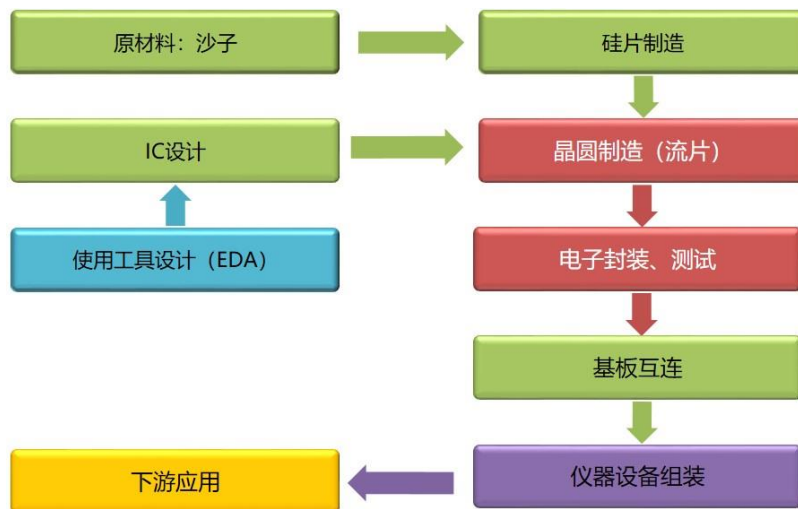 原材料：沙子
硅片制造
IC设计
晶圆制造（流片）
使用工具设计（EDA）
电子封装、测试
基板互连
下游应用
仪器设备组装